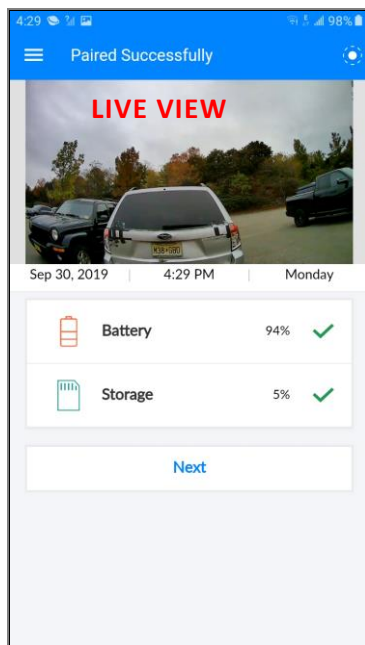 4:29 98%
Paired Successfully
LIVE VIEW
Sep 30, 2019 | 4:29 PM | Monday
Battery 94%
Storage 5%
Next